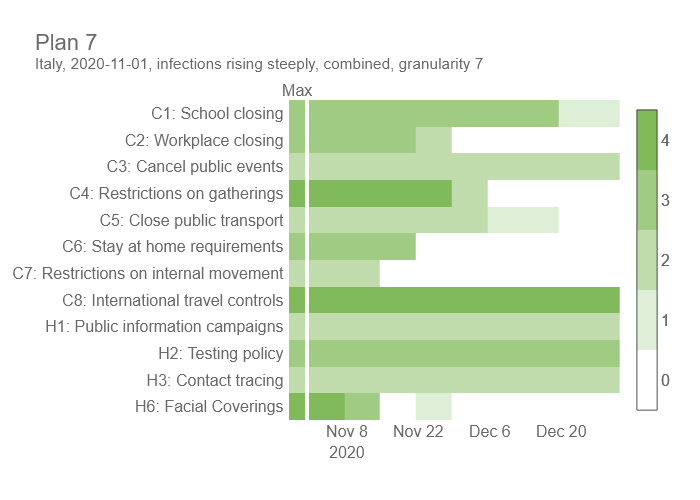 Plan 7
Italy, 2020-11-01, infections rising steeply, combined, granularity 7
Max
C1: School closing
C2: Workplace closing
C3: Cancel public events
C4: Restrictions on gatherings
C5: Close public transport
C6: Stay at home requirements
C7: Restrictions on internal movement
C8: International travel controls
H1: Public information campaigns
H2: Testing policy
H3: Contact tracing
H6: Facial Coverings
Nov 8 Nov 22 Dec 6 Dec 20
2020
4
3
2
1
0